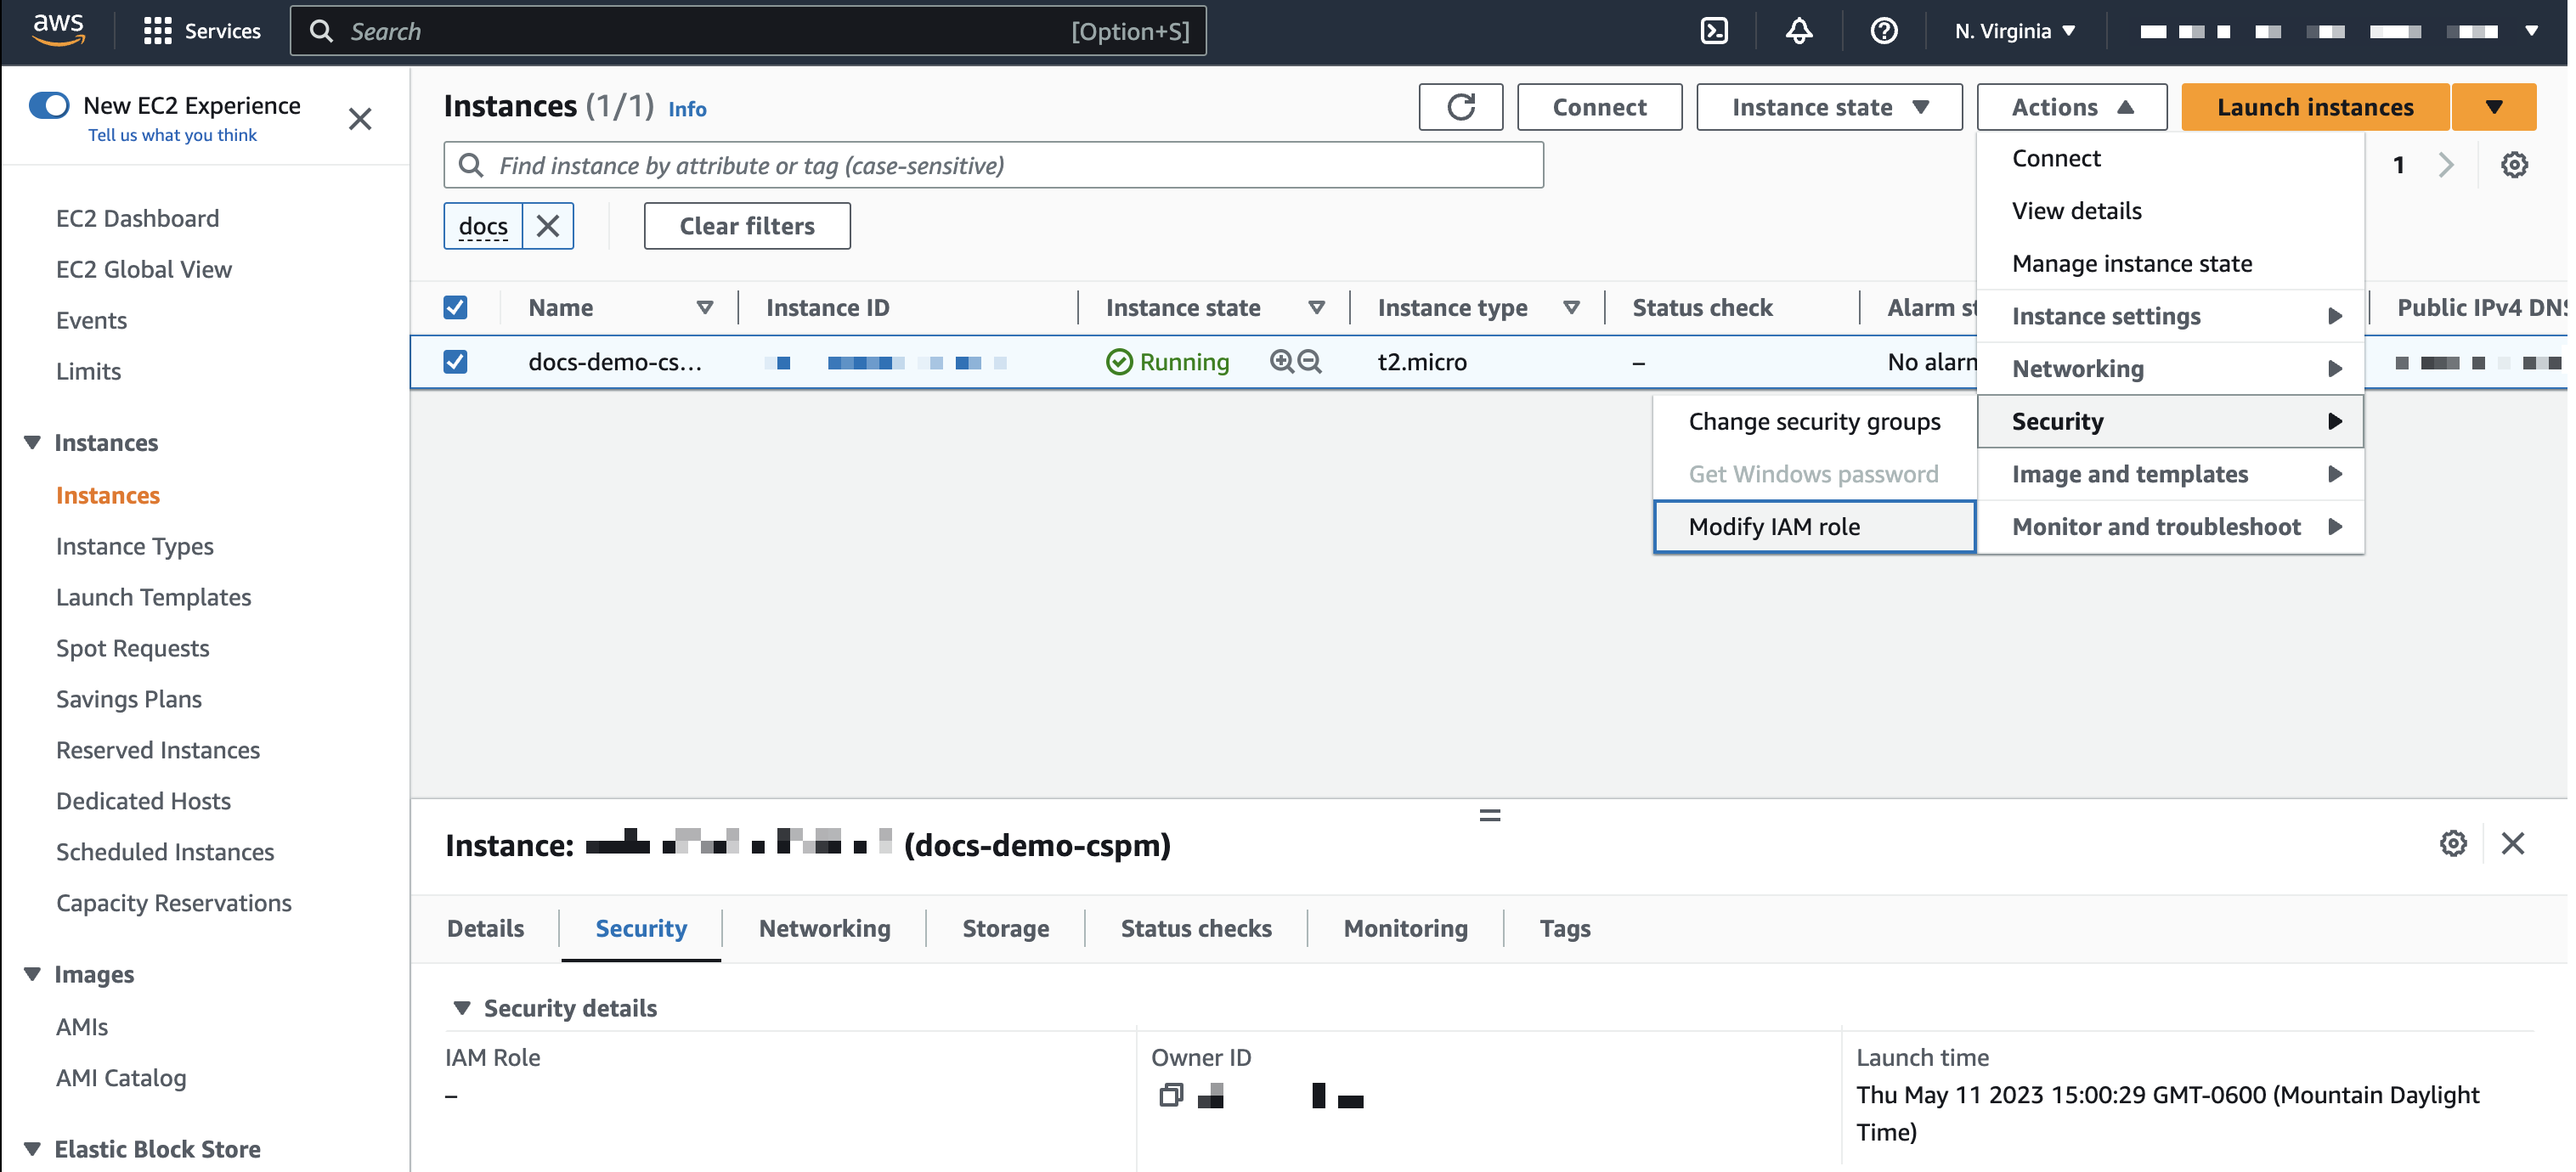 aws
Services
Search
[Option+S]
N. Virginia
New EC2 Experience
Tell us what you think
EC2 Dashboard
EC2 Global View
Events
Limits
Instances
Instances
Instance Types
Launch Templates
Spot Requests
Savings Plans
Reserved Instances
Dedicated Hosts
Scheduled Instances
Capacity Reservations
Images
AMIs
AMI Catalog
Elastic Block Store
Instances (1/1) Info
Connect
Instance state
Actions
Launch instances
Find instance by attribute or tag (case-sensitive)
1
docs
Clear filters
Name
Instance ID
Instance state
Instance type
Status check
Alarm st
Public IPv4 DNS
docs-demo-cs...
Running
t2.micro
–
No alarn
Connect
View details
Manage instance state
Instance settings
Networking
Security
Image and templates
Monitor and troubleshoot
Change security groups
Get Windows password
Modify IAM role
Instance: (docs-demo-cspm)
Details
Security
Networking
Storage
Status checks
Monitoring
Tags
Security details
IAM Role
–
Owner ID
Launch time
Thu May 11 2023 15:00:29 GMT-0600 (Mountain Daylight
Time)